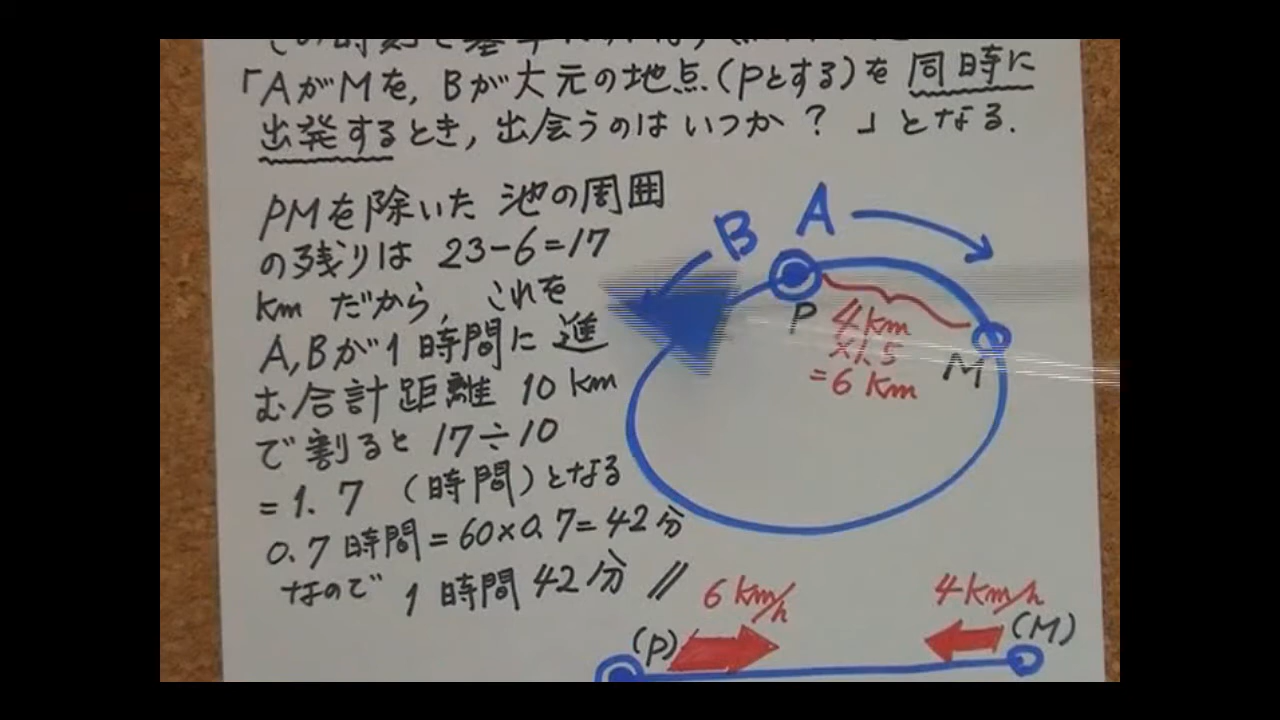 「AがMを, Bが大元の地点(Pとする)を 同時に
出発するとき, 出会うのは いつか? 」となる.
PMを除いた 池の周囲
の残りは 23-6=17
km だから, これを
A,Bが1時間に進
む合計距離 10 km
で割ると 17÷10
=1.7 (時間)となる
0.7時間=60×0.7=42分
なので 1時間42分 //
B A
P
M
4km
×1.5
=6 km
6 km/h
4 km/h
(P)
(M)